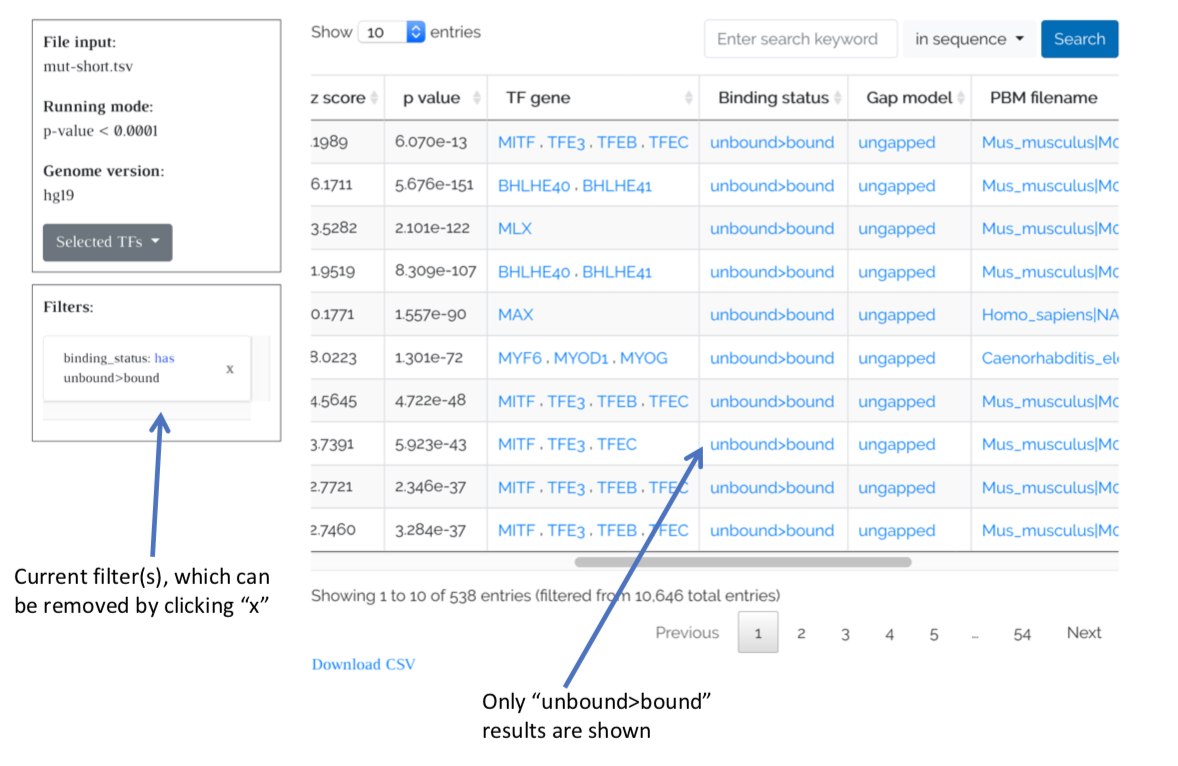 File input:
mut-short.tsv
Running mode:
p-value < 0.0001
Genome version:
hg19
Selected TFs
Filters:
binding_status: has
unbound>bound
x
Current filter(s), which can
be removed by clicking “x”
Show 10 entries
Enter search keyword
in sequence
Search
z score p value TF gene Binding status Gap model PBM filename
.1989 6.070e-13 MITF , TFE3 , TFEB , TFEC unbound>bound ungapped Mus_musculus|Mc
6.1711 5.676e-151 BHLHE40 , BHLHE41 unbound>bound ungapped Mus_musculus|Mc
3.5282 2.101e-122 MLX unbound>bound ungapped Mus_musculus|Mc
1.9519 8.309e-107 BHLHE40 , BHLHE41 unbound>bound ungapped Mus_musculus|Mc
0.1771 1.557e-90 MAX unbound>bound ungapped Homo_sapiens|NA
8.0223 1.301e-72 MYF6 , MYOD1 , MYOG unbound>bound ungapped Caenorhabditis_el
4.5645 4.722e-48 MITF , TFE3 , TFEB , TFEC unbound>bound ungapped Mus_musculus|Mc
3.7391 5.923e-43 MITF , TFE3 , TFEC unbound>bound ungapped Mus_musculus|Mc
2.7721 2.346e-37 MITF , TFE3 , TFEB , TFEC unbound>bound ungapped Mus_musculus|Mc
2.7460 3.284e-37 MITF , TFE3 , TFEB , TFEC unbound>bound ungapped Mus_musculus|Mc
Showing 1 to 10 of 538 entries (filtered from 10,646 total entries)
Previous 1 2 3 4 5 … 54 Next
Download CSV
Only “unbound>bound”
results are shown